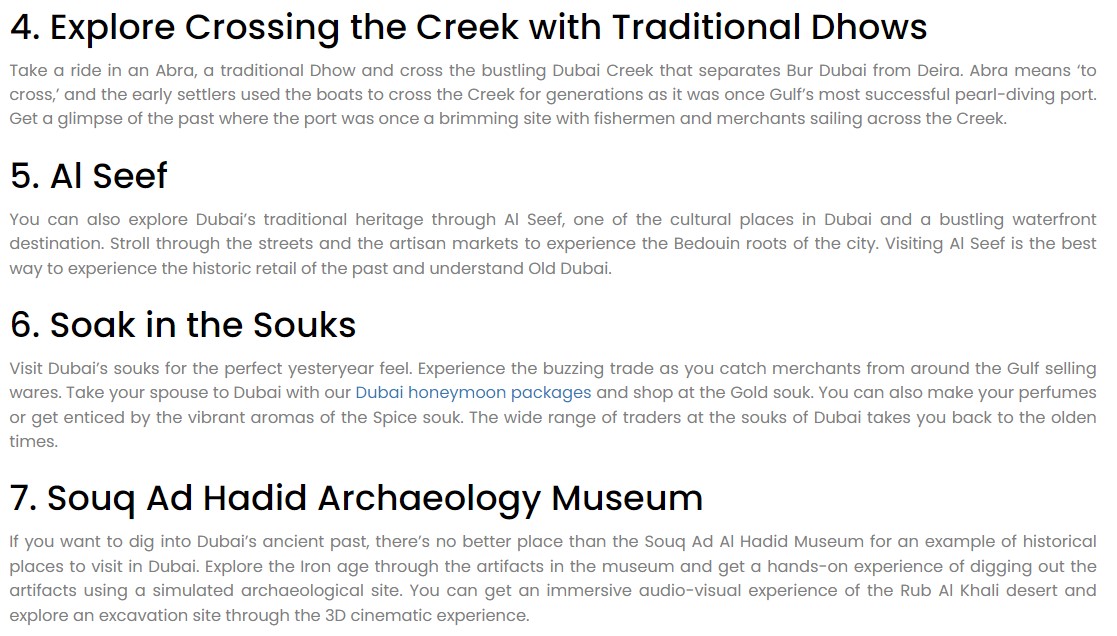 4. Explore Crossing the Creek with Traditional Dhows
Take a ride in an Abra, a traditional Dhow and cross the bustling Dubai Creek that separates Bur Dubai from Deira. Abra means ‘to
cross,’ and the early settlers used the boats to cross the Creek for generations as it was once Gulf’s most successful pearl-diving port.
Get a glimpse of the past where the port was once a brimming site with fishermen and merchants sailing across the Creek.
5. Al Seef
You can also explore Dubai’s traditional heritage through Al Seef, one of the cultural places in Dubai and a bustling waterfront
destination. Stroll through the streets and the artisan markets to experience the Bedouin roots of the city. Visiting Al Seef is the best
way to experience the historic retail of the past and understand Old Dubai.
6. Soak in the Souks
Visit Dubai’s souks for the perfect yesteryear feel. Experience the buzzing trade as you catch merchants from around the Gulf selling
wares. Take your spouse to Dubai with our Dubai honeymoon packages and shop at the Gold souk. You can also make your perfumes
or get enticed by the vibrant aromas of the Spice souk. The wide range of traders at the souks of Dubai takes you back to the olden
times.
7. Souq Ad Hadid Archaeology Museum
If you want to dig into Dubai’s ancient past, there’s no better place than the Souq Ad Al Hadid Museum for an example of historical
places to visit in Dubai. Explore the Iron age through the artifacts in the museum and get a hands-on experience of digging out the
artifacts using a simulated archaeological site. You can get an immersive audio-visual experience of the Rub Al Khali desert and
explore an excavation site through the 3D cinematic experience.